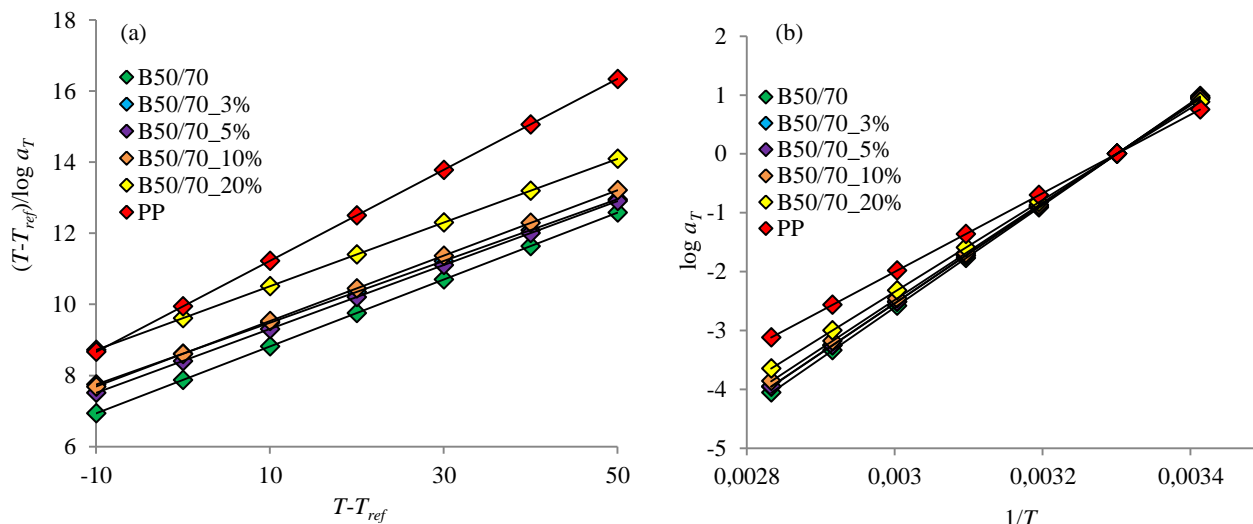 (a)
18
16
14
12
10
8
6
-10
10
30
50
(T-Tref)/log aT
T-Tref
B50/70
B50/70_3%
B50/70_5%
B50/70_10%
B50/70_20%
PP
(b)
2
1
0
-1
-2
-3
-4
-5
0,0028
0,003
0,0032
0,0034
log aT
1/T
B50/70
B50/70_3%
B50/70_5%
B50/70_10%
B50/70_20%
PP